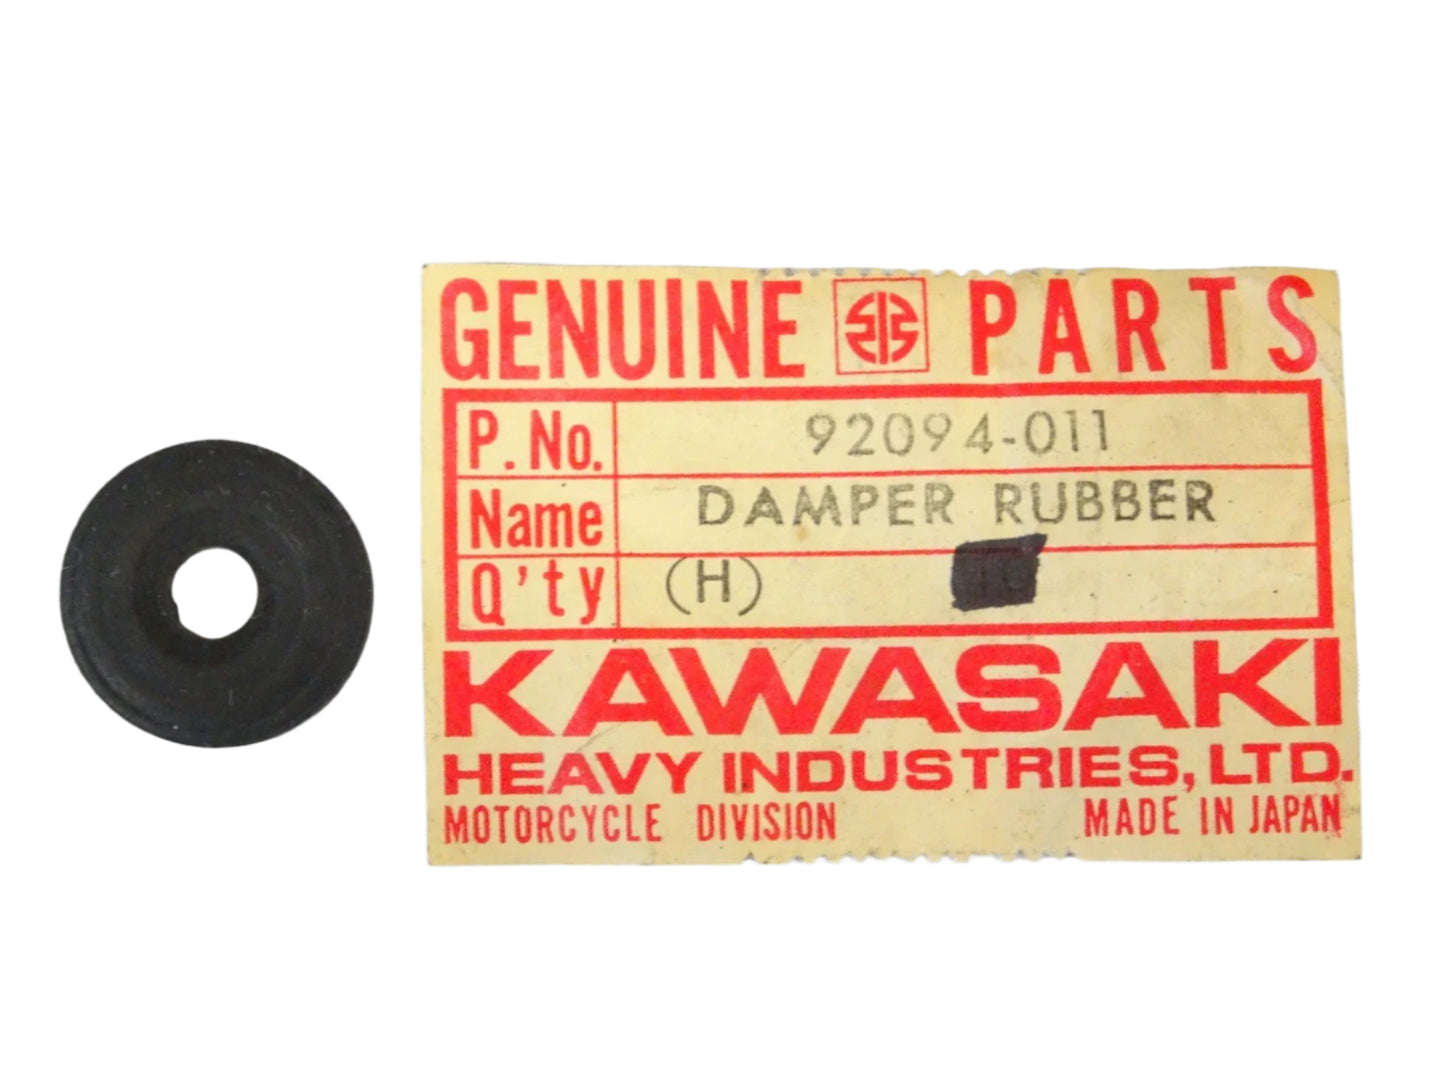 GENUINE PARTS
P. No. 92094-011
Name DAMPER RUBBER
Q'ty (H)
KAWASAKI
HEAVY INDUSTRIES, LTD.
MOTORCYCLE DIVISION MADE IN JAPAN